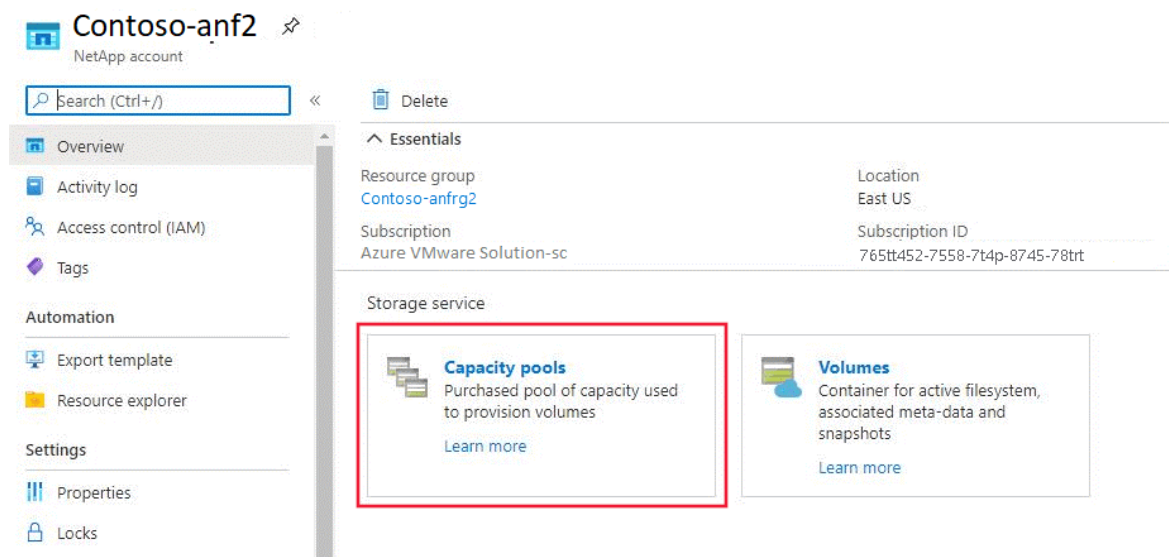 Contoso-anf2
NetApp account
Search (Ctrl+/)
«
Delete
Overview
Activity log
Access control (IAM)
Tags
Automation
Export template
Resource explorer
Settings
Properties
Locks
Essentials
Resource group
Contoso-anfrg2
Subscription
Azure VMware Solution-sc
Location
East US
Subscription ID
765tt452-7558-7t4p-8745-78trt
Storage service
Capacity pools
Purchased pool of capacity used
to provision volumes
Learn more
Volumes
Container for active filesystem,
associated meta-data and
snapshots
Learn more